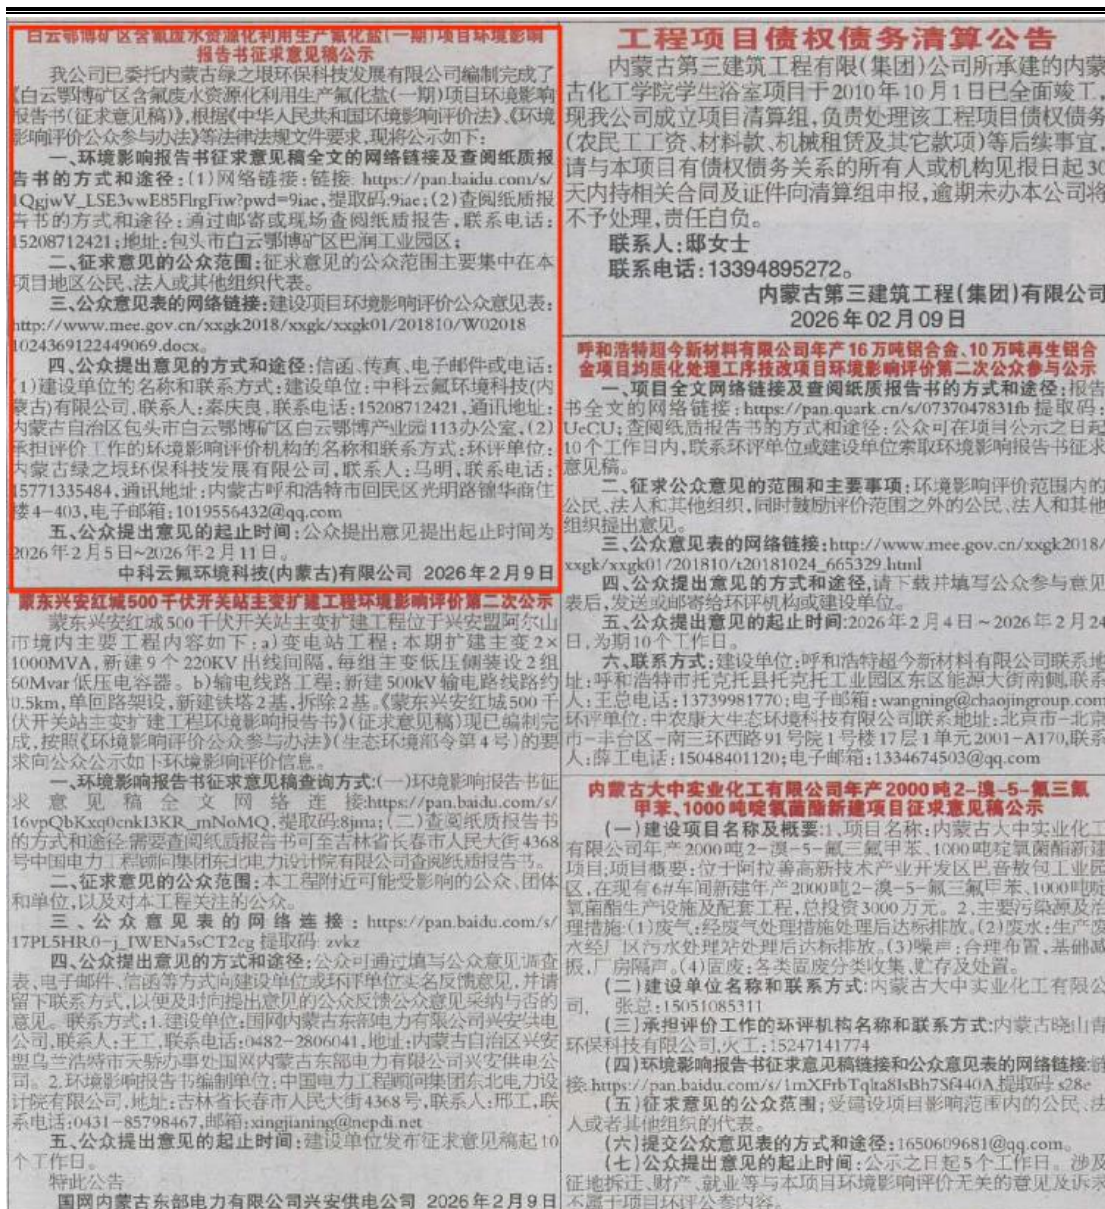 白云鄂博矿区含氟废水资源化利用生产氟化盐(一期)项目环境影响
报告书征求意见稿公示
我公司已委托内蒙古绿之垠环保科技发展有限公司编制完成了
《白云鄂博矿区含氟废水资源化利用生产氟化盐(一期)项目环境影响
报告书(征求意见稿)》,根据《中华人民共和国环境影响评价法》、《环境
影响评价公众参与办法》等法律法规文件要求,现将公示如下:
一、环境影响报告书征求意见稿全文的网络链接及查阅纸质报
告书的方式和途径:(1)网络链接:链接: https://pan.baidu.com/s/
1QgjwV_LSE3vwE85FlrgFiw?pwd=9iae,提取码:9iae;(2)查阅纸质报
告书的方式和途径:通过邮寄或现场查阅纸质报告,联系电话:
15208712421;地址:包头市白云鄂博矿区巴润工业园区;
二、征求意见的公众范围:征求意见的公众范围主要集中在本
项目地区公民、法人或其他组织代表。
三、公众意见表的网络链接:建设项目环境影响评价公众意见表:
http://www.mee.gov.cn/xxgk2018/xxgk/xxgk01/201810/W02018
1024369122449069.docx。
四、公众提出意见的方式和途径:信函、传真、电子邮件或电话;
(1)建设单位的名称和联系方式:建设单位:中科云氟环境科技(内
蒙古)有限公司,联系人:秦庆良,联系电话:15208712421,通讯地址:
内蒙古自治区包头市白云鄂博矿区白云鄂博产业园113办公室,(2)
承担评价工作的环境影响评价机构的名称和联系方式:环评单位:
内蒙古绿之垠环保科技发展有限公司,联系人:马明,联系电话:
15771335484,通讯地址:内蒙古呼和浩特市回民区光明路锦华商住
楼4-403,电子邮箱:1019556432@qq.com
五、公众提出意见的起止时间:公众提出意见提出起止时间为
2026年2月5日~2026年2月11日。
中科云氟环境科技(内蒙古)有限公司 2026年2月9日
蒙东兴安红城500千伏开关站主变扩建工程环境影响评价第二次公示
蒙东兴安红城500千伏开关站主变扩建工程位于兴安盟阿尔山
市境内主要工程内容如下:a)变电站工程:本期扩建主变2×
1000MVA,新建9个220KV出线间隔,每组主变低压侧装设2组
60Mvar低压电容器。b)输电线路工程:新建500kV输电路线路约
0.5km,单回路架设,新建铁塔2基,拆除2基。《蒙东兴安红城500千
伏开关站主变扩建工程环境影响报告书》(征求意见稿)现已编制完
成,按照《环境影响评价公众参与办法》(生态环境部令第4号)的要
求向公众公示如下环境影响评价信息。
一、环境影响报告书征求意见稿查询方式:(一)环境影响报告书征
求意见稿全文网络连接:https://pan.baidu.com/s/
16vpQbKxq0cnkI3KR_mNoMQ,提取码:8jma;(二)查阅纸质报告书
的方式和途径:需要查阅纸质报告书可至吉林省长春市人民大街4368
号中国电力工程顾问集团东北电力设计院有限公司查阅纸质报告书。
二、征求意见的公众范围:本工程附近可能受影响的公众、团体
和单位,以及对本工程关注的公众。
三、公众意见表的网络连接:https://pan.baidu.com/s/
17PL5HR0-j_IWENa5sCT2cg 提取码: zvkz
四、公众提出意见的方式和途径:公众可通过填写公众意见调查
表、电子邮件、信函等方式向建设单位或环评单位实名反馈意见,并请
留下联系方式,以便及时向提出意见的公众反馈公众意见采纳与否的
意见。联系方式:1.建设单位:国网内蒙古东部电力有限公司兴安供电
公司,联系人:王工,联系电话:0482-2806041,地址:内蒙古自治区兴安
盟乌兰浩特市天骄办事处国网内蒙古东部电力有限公司兴安供电公
司。2.环境影响报告书编制单位:中国电力工程顾问集团东北电力设
计院有限公司,地址:吉林省长春市人民大街4368号,联系人:邢工,联
系电话:0431-85798467,邮箱:xingjianing@nepdi.net
五、公众提出意见的起止时间:建设单位发布征求意见稿起10
个工作日。
特此公告
国网内蒙古东部电力有限公司兴安供电公司 2026年2月9日
工程项目债权债务清算公告
内蒙古第三建筑工程有限(集团)公司所承建的内蒙
古化工学院学生浴室项目于2010年10月1日已全面竣工,
现我公司成立项目清算组,负责处理该工程项目债权债务
(农民工工资、材料款、机械租赁及其它款项)等后续事宜,
请与本项目有债权债务关系的所有人或机构见报日起30
天内持相关合同及证件向清算组申报,逾期未办本公司将
不予处理,责任自负。
联系人:邸女士
联系电话:13394895272。
内蒙古第三建筑工程(集团)有限公司
2026年02月09日
呼和浩特超今新材料有限公司年产16万吨铝合金、10万吨再生铝合
金项目均质化处理工序技改项目环境影响评价第二次公众参与公示
一、项目全文网络链接及查阅纸质报告书的方式和途径:报告
书全文的网络链接:https://pan.quark.cn/s/0737047831fb 提取码:
UeCU;查阅纸质报告书的方式和途径:公众可在项目公示之日起
10个工作日内,联系环评单位或建设单位索取环境影响报告书征求
意见稿。
二、征求公众意见的范围和主要事项:环境影响评价范围内的
公民、法人和其他组织,同时鼓励评价范围之外的公民、法人和其他
组织提出意见。
三、公众意见表的网络链接:http://www.mee.gov.cn/xxgk2018/
xxgk/xxgk01/201810/t20181024_665329.html
四、公众提出意见的方式和途径,请下载并填写公众参与意见
表后,发送或邮寄给环评机构或建设单位。
五、公众提出意见的起止时间:2026年2月4日~2026年2月24
日,为期10个工作日。
六、联系方式:建设单位:呼和浩特超今新材料有限公司联系地
址:呼和浩特市托克托县托克托工业园区东区能源大街南侧,联系
人:王总电话:13739981770;电子邮箱:wangning@chaojingroup.com
环评单位:中农康大生态环境科技有限公司联系地址:北京市-北京
市-丰台区-南三环西路91号院1号楼17层1单元2001-A170,联系
人:薛工电话:15048401120;电子邮箱:1334674503@qq.com
内蒙古大中实业化工有限公司年产2000吨2-溴-5-氟三氟
甲苯、1000吨啶氧菌酯新建项目征求意见稿公示
(一)建设项目名称及概要:1.项目名称:内蒙古大中实业化工
有限公司年产2000吨2-溴-5-氟三氟甲苯、1000吨啶氧菌酯新建
项目;项目概要:位于阿拉善高新技术产业开发区巴音敖包工业园
区,在现有6#车间新建年产2000吨2-溴-5-氟三氟甲苯、1000吨啶
氧菌酯生产设施及配套工程,总投资3000万元。2.主要污染源及治
理措施:(1)废气:经废气处理措施处理后达标排放。(2)废水:生产废
水经厂区污水处理站处理后达标排放。(3)噪声:合理布置,基础减
振,厂房隔声。(4)固废:各类固废分类收集、贮存及处置。
(二)建设单位名称和联系方式:内蒙古大中实业化工有限公
司, 张总:15051085311
(三)承担评价工作的环评机构名称和联系方式:内蒙古晓山青
环保科技有限公司,火工:15247141774
(四)环境影响报告书征求意见稿链接和公众意见表的网络链接:链
接:https://pan.baidu.com/s/1mXFrbTqlta8IsBh7Sf440A,提取码 s28e
(五)征求意见的公众范围:受建设项目影响范围内的公民、法
人或者其他组织的代表。
(六)提交公众意见表的方式和途径:1650609681@qq.com。
(七)公众提出意见的起止时间:公示之日起5个工作日。涉及
征地拆迁、财产、就业等与本项目环境影响评价无关的意见及诉求
不属于项目环评公参内容。